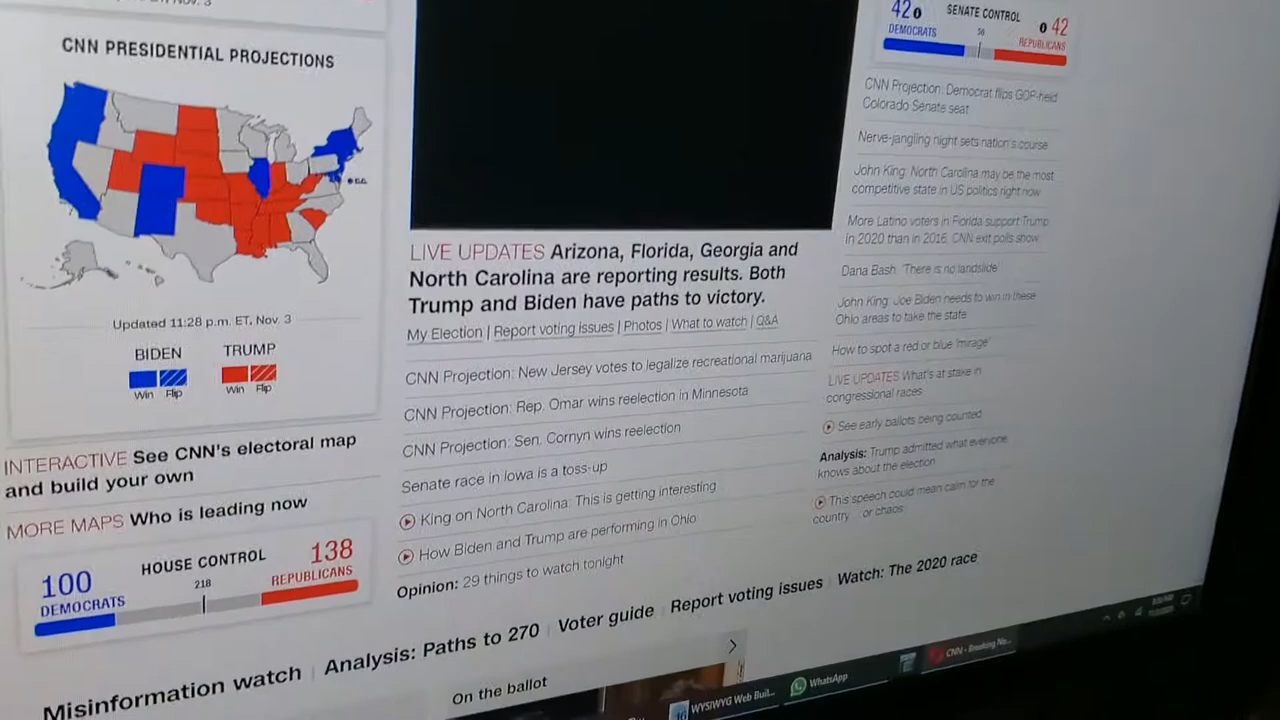 CNN PRESIDENTIAL PROJECTIONS
Updated 11:28 p.m. ET, Nov. 3
BIDEN
TRUMP
Win
Flip
Win
Flip
INTERACTIVE See CNN's electoral map
and build your own
MORE MAPS Who is leading now
HOUSE CONTROL
100
DEMOCRATS
218
138
REPUBLICANS
LIVE UPDATES Arizona, Florida, Georgia and
North Carolina are reporting results. Both
Trump and Biden have paths to victory.
My Election | Report voting issues | Photos | What to watch | Q&A
CNN Projection: New Jersey votes to legalize recreational marijuana
CNN Projection: Rep. Omar wins reelection in Minnesota
CNN Projection: Sen. Cornyn wins reelection
Senate race in Iowa is a toss-up
King on North Carolina: This is getting interesting
How Biden and Trump are performing in Ohio
Opinion: 29 things to watch tonight
SENATE CONTROL
42
DEMOCRATS
42
REPUBLICANS
CNN Projection: Democrat flips GOP-held
Colorado Senate seat
Nerve-jangling night sets nation's course
John King: North Carolina may be the most
competitive state in US politics right now
More Latino voters in Florida support Trump
in 2020 than in 2016, CNN exit polls show
Dana Bash: 'There is no landslide'
John King: Joe Biden needs to win in these
Ohio areas to take the state
How to spot a red or blue 'mirage'
LIVE UPDATES What's at stake in
congressional races
See early ballots being counted
Analysis: Trump admitted what everyone
knows about the election
This speech could mean calm for the
country or chaos
Misinformation watch | Analysis: Paths to 270 | Voter guide | Report voting issues | Watch: The 2020 race
On the ballot
WYSIWYG Web Buil...
WhatsApp
CNN - Breaking Ne...